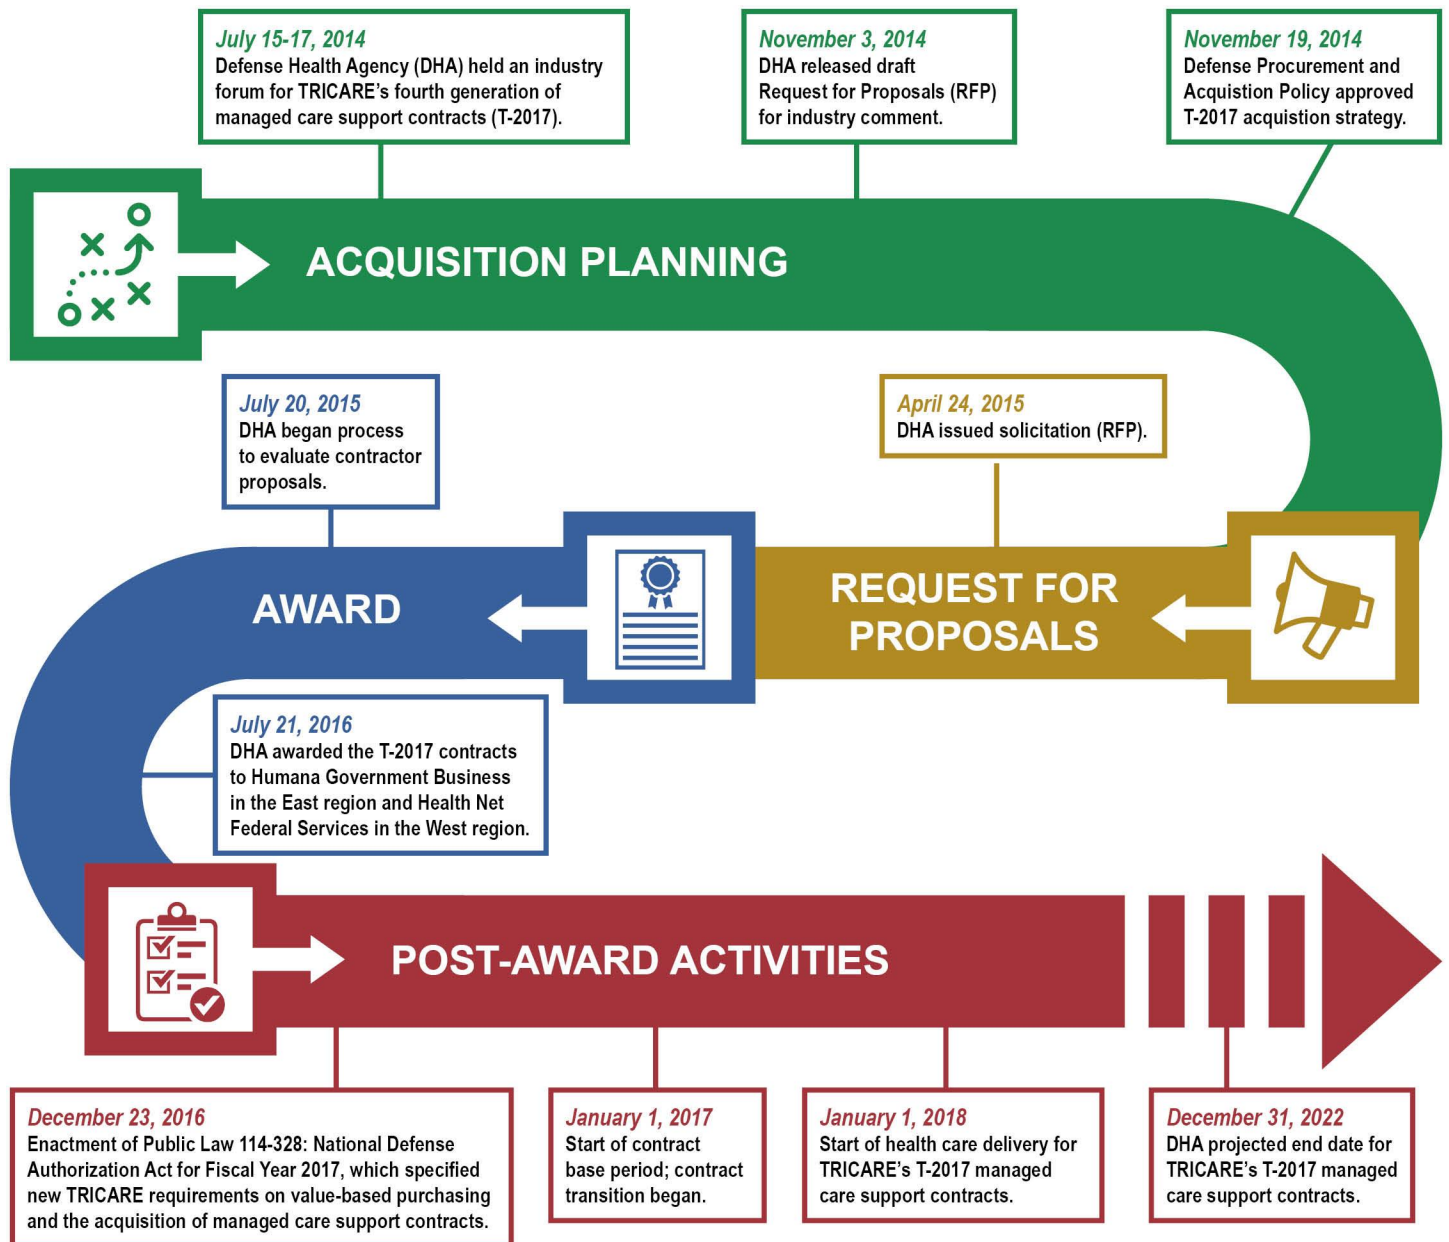 July 15-17, 2014
Defense Health Agency (DHA) held an industry
forum for TRICARE's fourth generation of
managed care support contracts (T-2017).
November 3, 2014
DHA released draft
Request for Proposals (RFP)
for industry comment.
November 19, 2014
Defense Procurement and
Acquistion Policy approved
T-2017 acquistion strategy.
ACQUISITION PLANNING
April 24, 2015
DHA issued solicitation (RFP).
REQUEST FOR
PROPOSALS
July 20, 2015
DHA began process
to evaluate contractor
proposals.
AWARD
July 21, 2016
DHA awarded the T-2017 contracts
to Humana Government Business
in the East region and Health Net
Federal Services in the West region.
POST-AWARD ACTIVITIES
December 23, 2016
Enactment of Public Law 114-328: National Defense
Authorization Act for Fiscal Year 2017, which specified
new TRICARE requirements on value-based purchasing
and the acquisition of managed care support contracts.
January 1, 2017
Start of contract
base period; contract
transition began.
January 1, 2018
Start of health care delivery for
TRICARE's T-2017 managed
care support contracts.
December 31, 2022
DHA projected end date for
TRICARE's T-2017 managed
care support contracts.